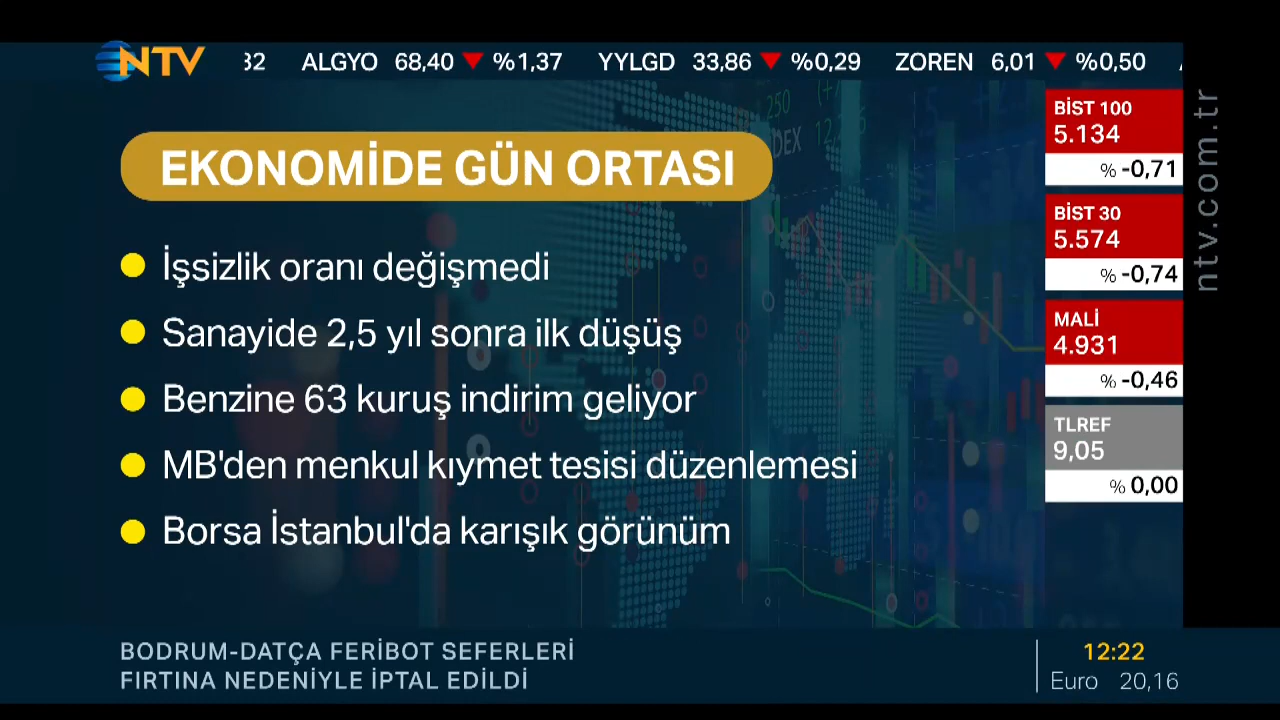 NTV
32 ALGYO 68,40 %1,37 YYLGD 33,86 %0,29 ZOREN 6,01 %0,50
EKONOMİDE GÜN ORTASI
İşsizlik oranı değişmedi
Sanayide 2,5 yıl sonra ilk düşüş
Benzine 63 kuruş indirim geliyor
MB'den menkul kıymet tesisi düzenlemesi
Borsa İstanbul'da karışık görünüm
BİST 100
5.134
% -0,71
BİST 30
5.574
% -0,74
MALİ
4.931
% -0,46
TLREF
9,05
% 0,00
ntv.com.tr
BODRUM-DATÇA FERİBOT SEFERLERİ
FIRTINA NEDENİYLE İPTAL EDİLDİ
12:22
Euro 20,16